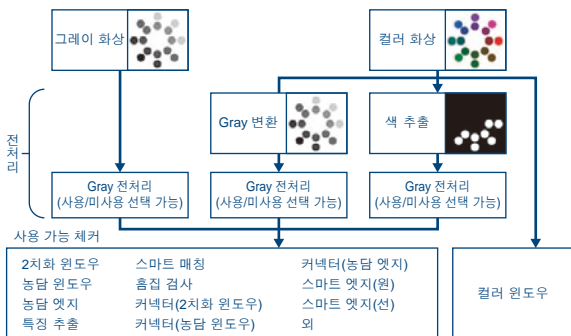 그레이 화상
컬러 화상
전처리
Gray 변환
색 추출
Gray 전처리
(사용/미사용 선택 가능)
Gray 전처리
(사용/미사용 선택 가능)
Gray 전처리
(사용/미사용 선택 가능)
사용 가능 체커
2치화 윈도우
농담 윈도우
농담 엣지
특징 추출
스마트 매칭
흠집 검사
커넥터(2치화 윈도우)
커넥터(농담 윈도우)
커넥터(농담 엣지)
스마트 엣지(원)
스마트 엣지(선)
외
컬러 윈도우